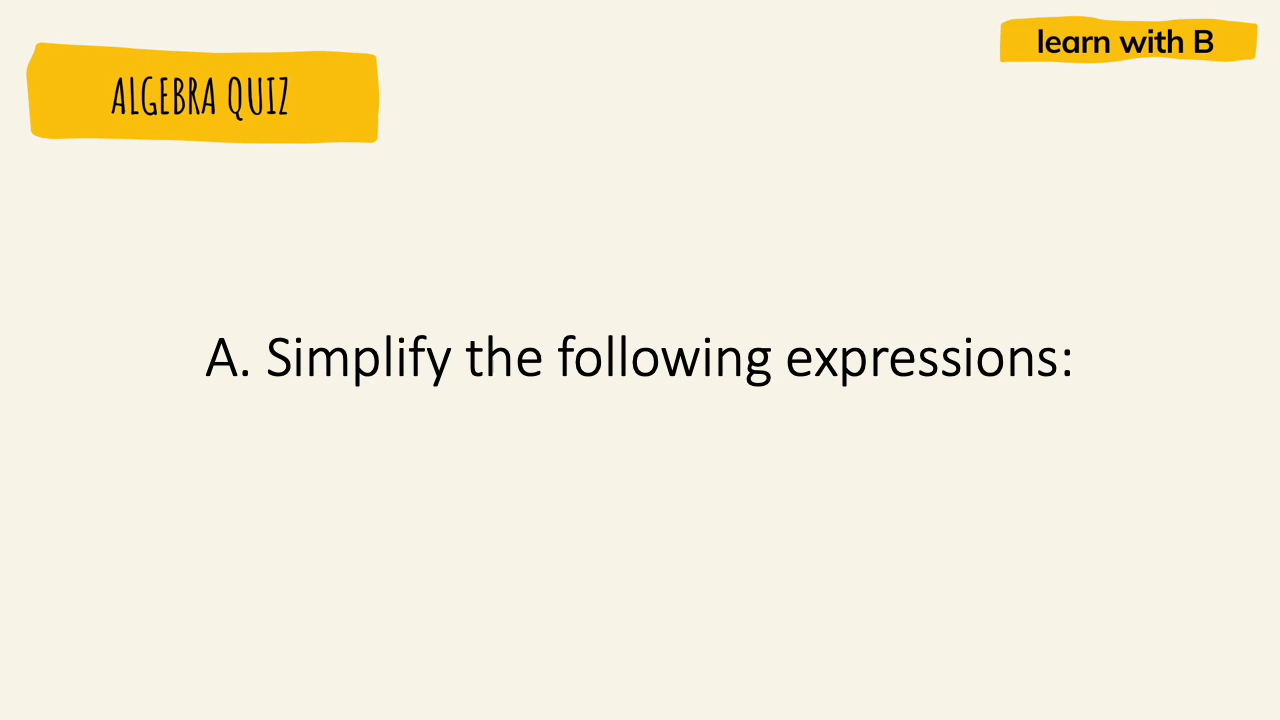 learn with B
ALGEBRA QUIZ
A. Simplify the following expressions: